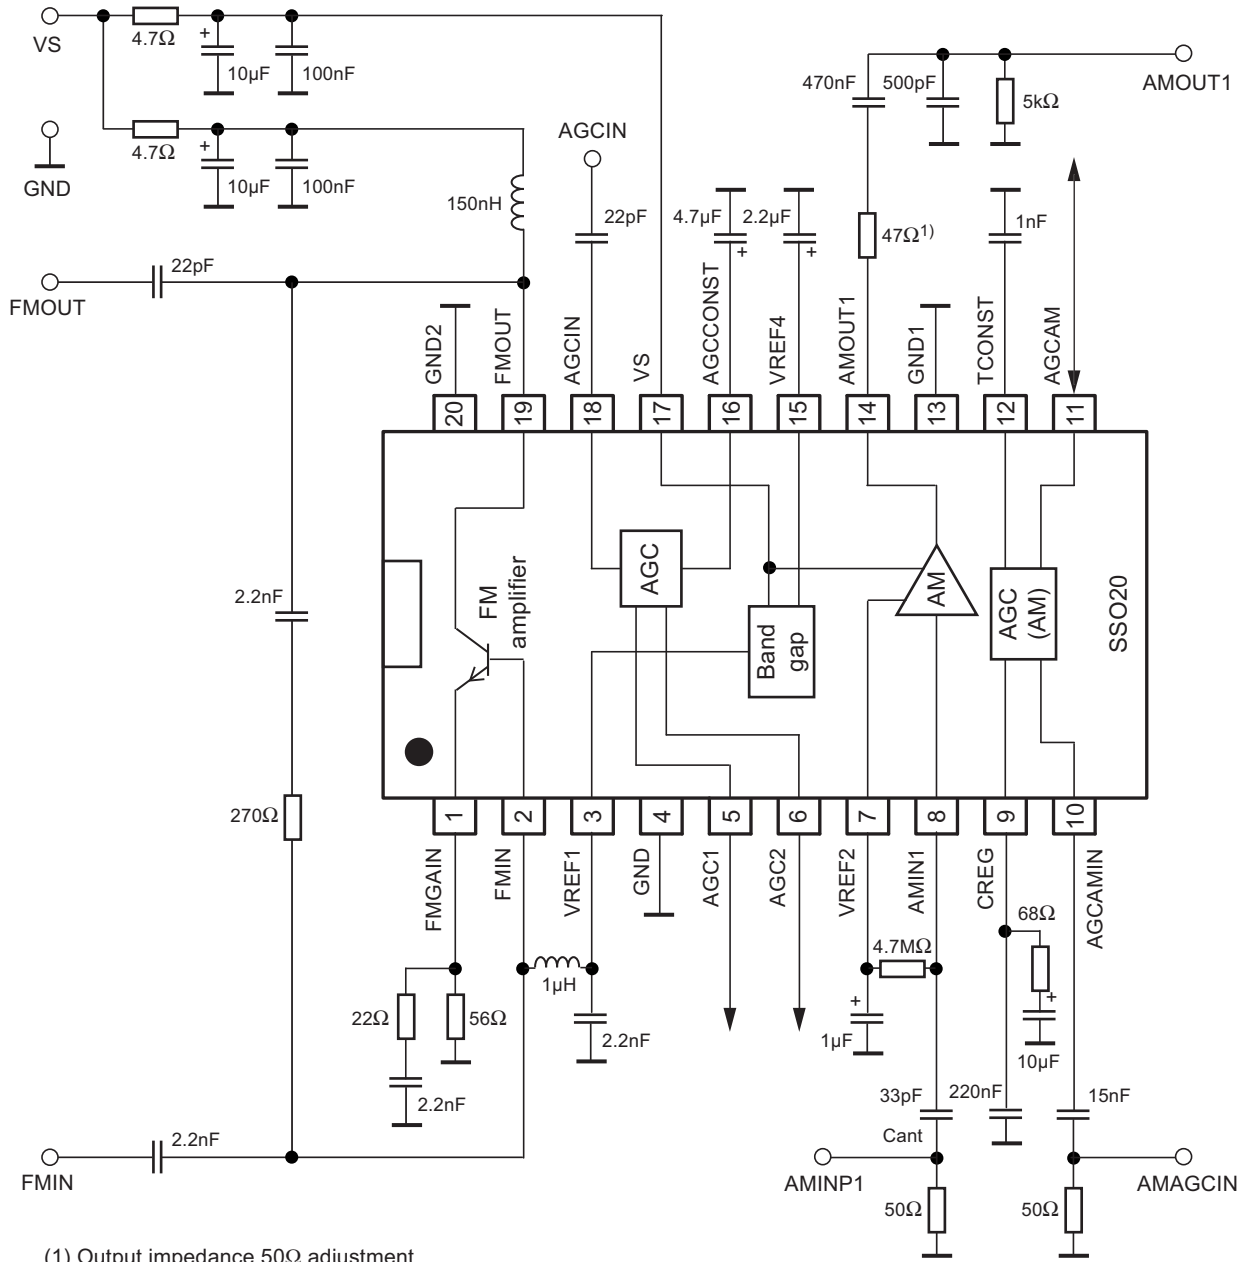 VS
4.7Ω
+
10µF
100nF
4.7Ω
+
10µF
100nF
GND
150nH
AGCIN
22pF
4.7µF
+
2.2µF
+
470nF
500pF
5kΩ
AMOUT1
47Ω1)
1nF
FMOUT
22pF
GND2
FMOUT
AGCIN
VS
AGCCONST
VREF4
AMOUT1
GND1
TCONST
AGCAM
20
19
18
17
16
15
14
13
12
11
FM
amplifier
AGC
Band
gap
AM
AGC
(AM)
SSO20
2.2nF
270Ω
1
2
3
4
5
6
7
8
9
10
FMGAIN
FMIN
VREF1
GND
AGC1
AGC2
VREF2
AMIN1
CREG
AGCAMIN
22Ω
56Ω
2.2nF
1µH
2.2nF
4.7MΩ
+
1µF
68Ω
+
10µF
33pF
Cant
220nF
15nF
FMIN
2.2nF
AMINP1
50Ω
50Ω
AMAGCIN
(1) Output impedance 50Ω adjustment